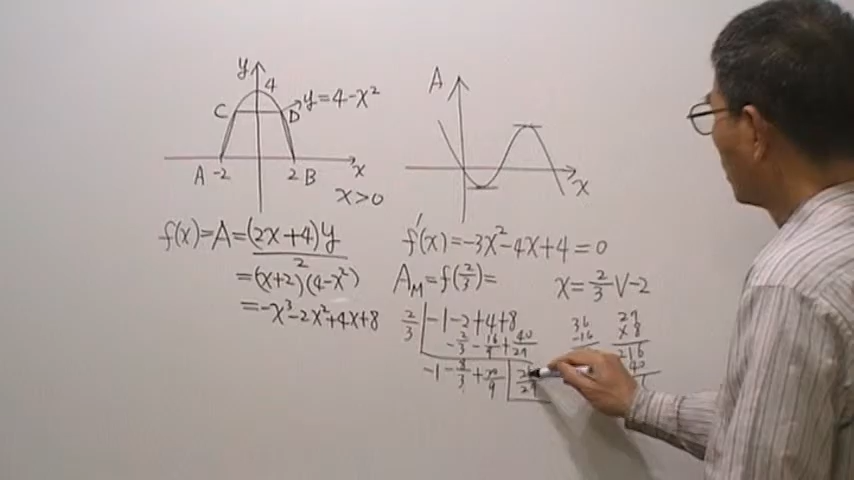 y
4
y=4-x²
C
D
A -2
2 B
x
x>0
A
x
f(x)=A=(2x+4)y
2
=(x+2)(4-x²)
=-x³-2x²+4x+8
f'(x)=-3x²-4x+4=0
A_M=f(2/3)=
x=2/3 V -2
2/3 -1-2+4+8
-2/3-16/9+40/27
-1-8/3+20/9
36
-16
27
x 8
216
40